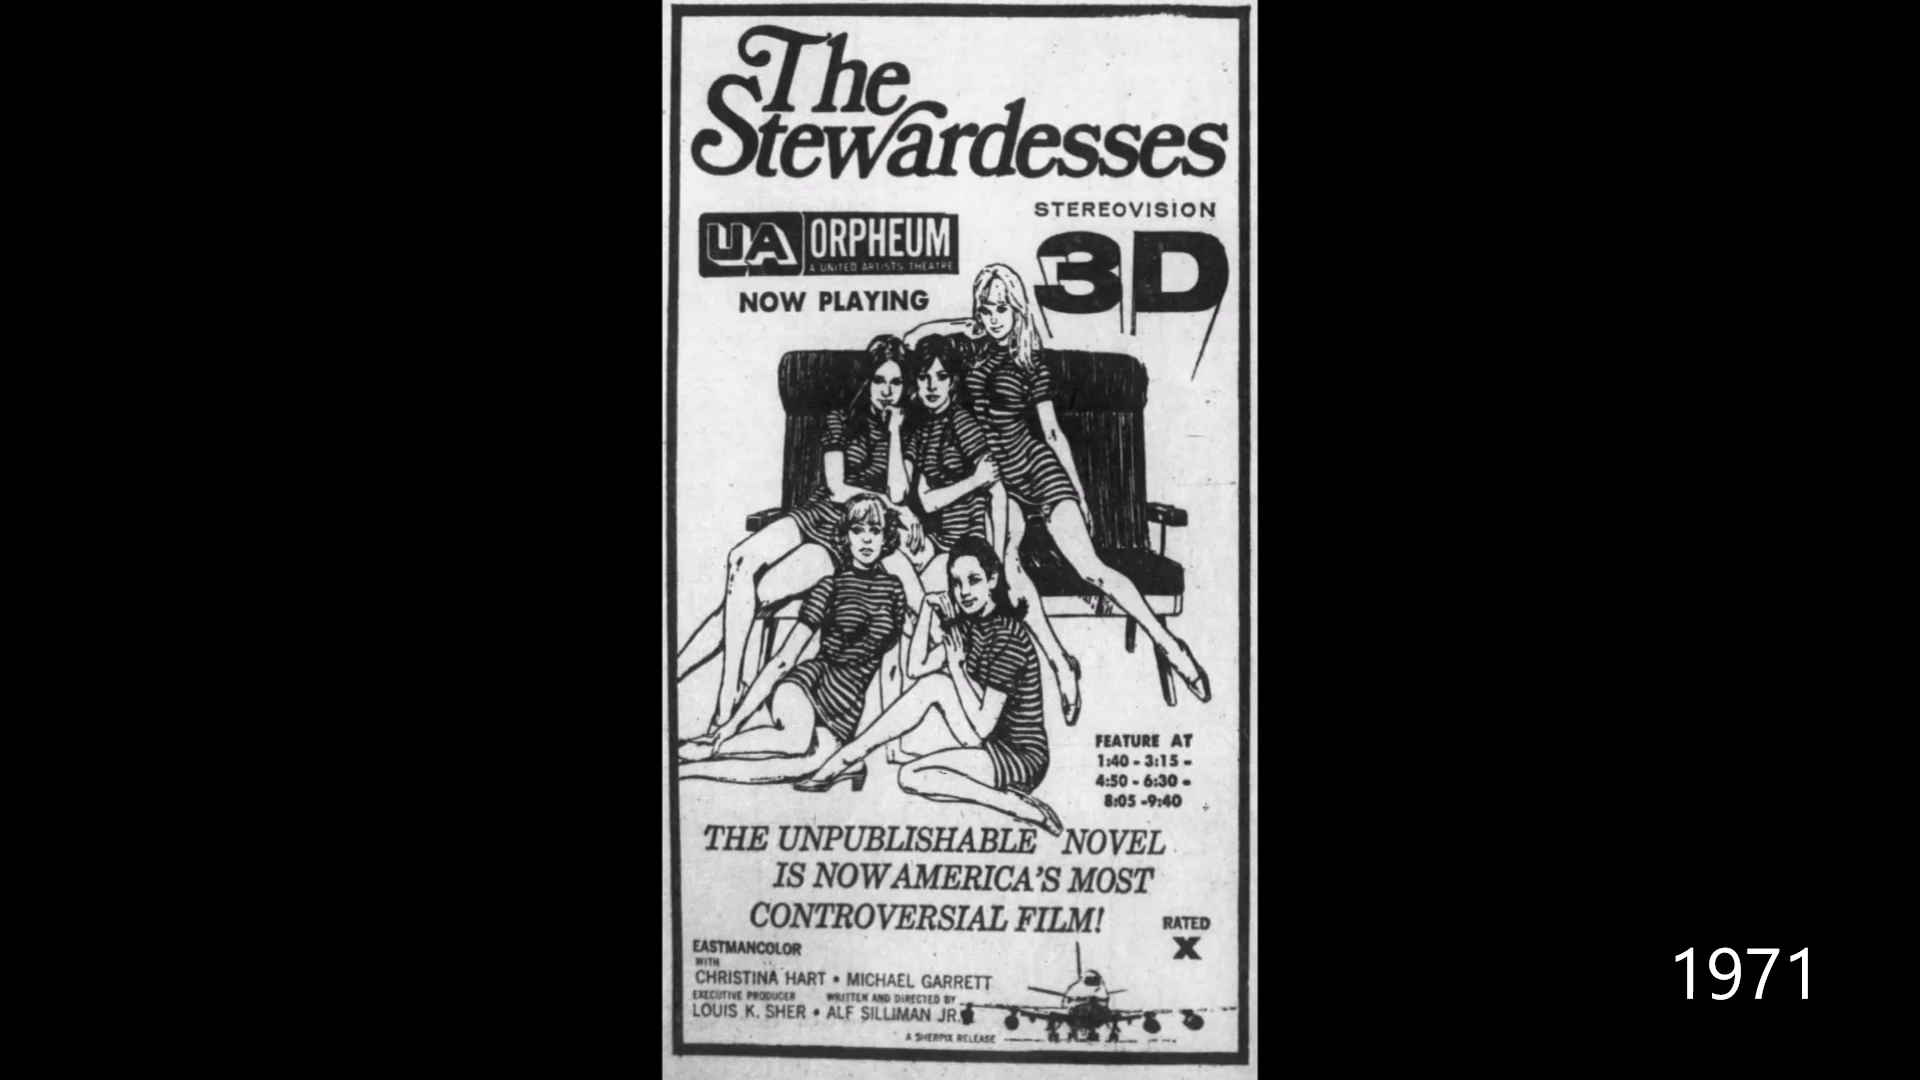 The
Stewardesses
UA ORPHEUM
A UNITED ARTISTS THEATRE
NOW PLAYING
STEREOVISION
3D
FEATURE AT
1:40 - 3:15 -
4:50 - 6:30 -
8:05 -9:40
THE UNPUBLISHABLE NOVEL
IS NOW AMERICA'S MOST
CONTROVERSIAL FILM!
RATED
X
EASTMANCOLOR
WITH
CHRISTINA HART • MICHAEL GARRETT
EXECUTIVE PRODUCER WRITTEN AND DIRECTED BY
LOUIS K. SHER • ALF SILLIMAN JR.
A SHERPIX RELEASE
1971